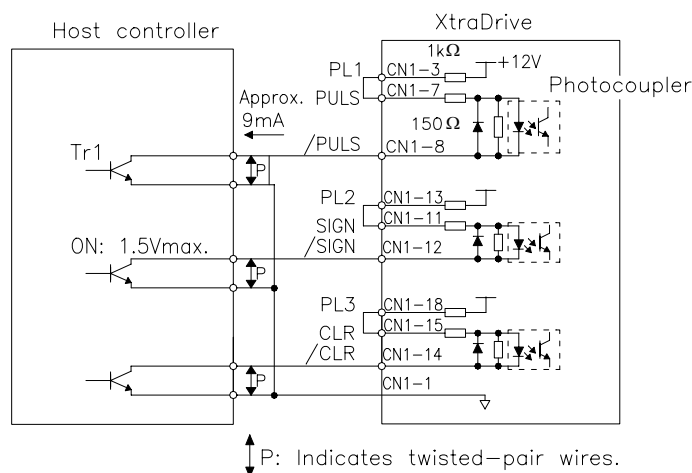 XtraDrive
Host controller
1kΩ
+12V
PL1
CN1-3
Photocoupler
PULS
CN1-7
Approx.
9mA
150Ω
/PULS
CN1-8
Tr1
P
PL2
CN1-13
SIGN
CN1-11
ON: 1.5Vmax.
/SIGN
CN1-12
P
PL3
CN1-18
CLR
CN1-15
/CLR
CN1-14
P
CN1-1
P: Indicates twisted-pair wires.